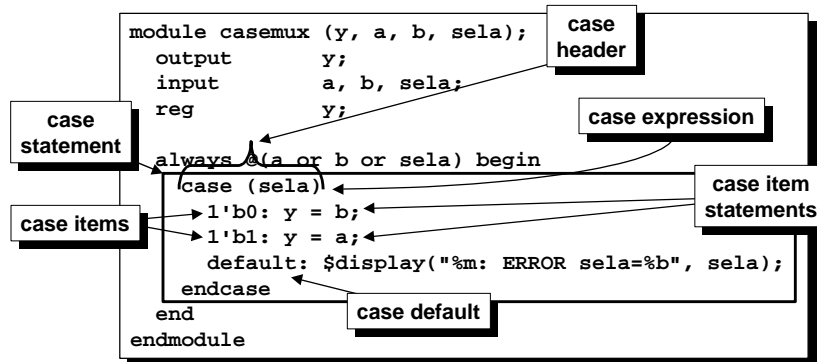 module casemux (y, a, b, sela);
output y;
input a, b, sela;
reg y;
always @(a or b or sela) begin
case (sela)
1'b0: y = b;
1'b1: y = a;
default: $display("%m: ERROR sela=%b", sela);
endcase
end
endmodule
case
header
case
statement
case expression
case items
case item
statements
case default